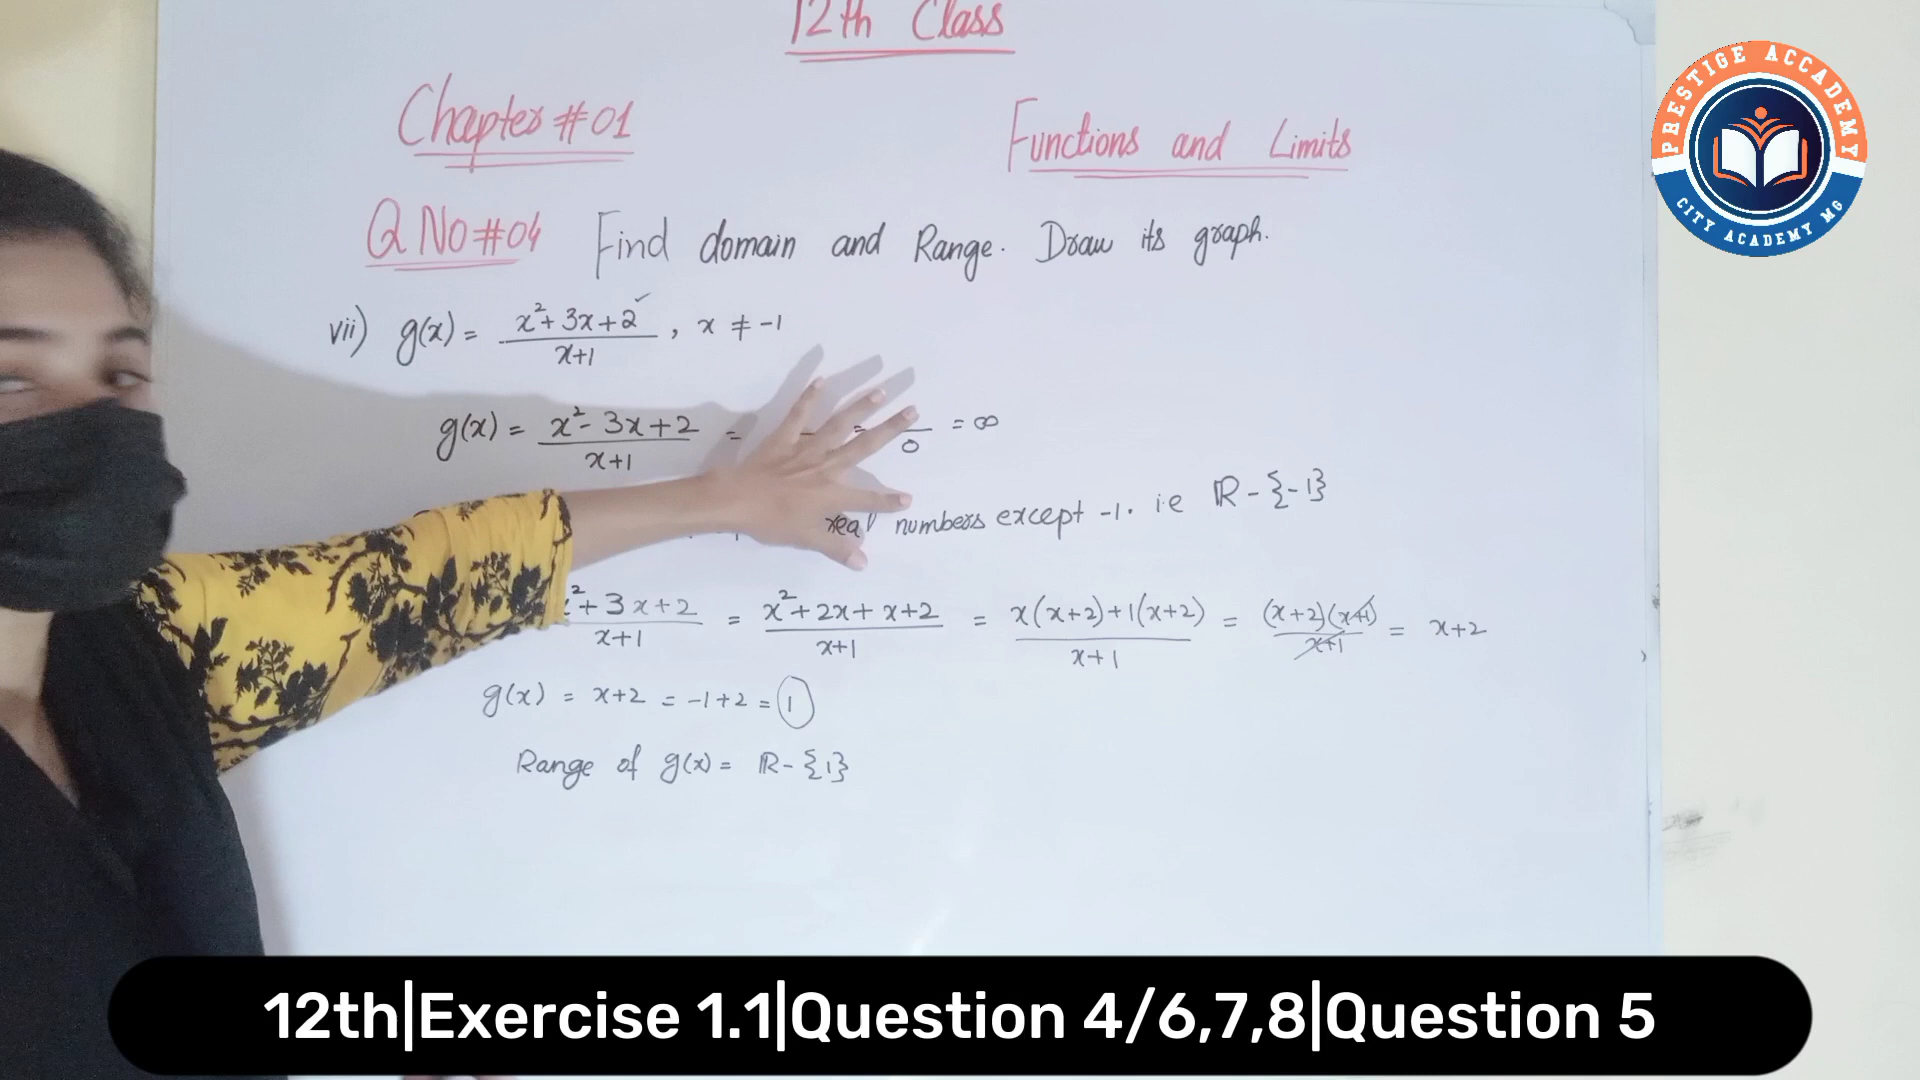 12th Class
Chapter #01
Functions and Limits
Q NO#04 Find domain and Range. Draw its graph.
vii) g(x) = x²+3x+2 / x+1 , x ≠ -1
g(x) = x²-3x+2 / x+1 = = / 0 = ∞
real numbers except -1. i.e ℝ-{-1}
x²+3x+2 / x+1 = x²+2x+x+2 / x+1 = x(x+2)+1(x+2) / x+1 = (x+2)(x+1) / x+1 = x+2
g(x) = x+2 = -1+2 = 1
Range of g(x) = ℝ-{1}
PRESTIGE ACCADEMY
CITY ACADEMY MG
12th|Exercise 1.1|Question 4/6,7,8|Question 5